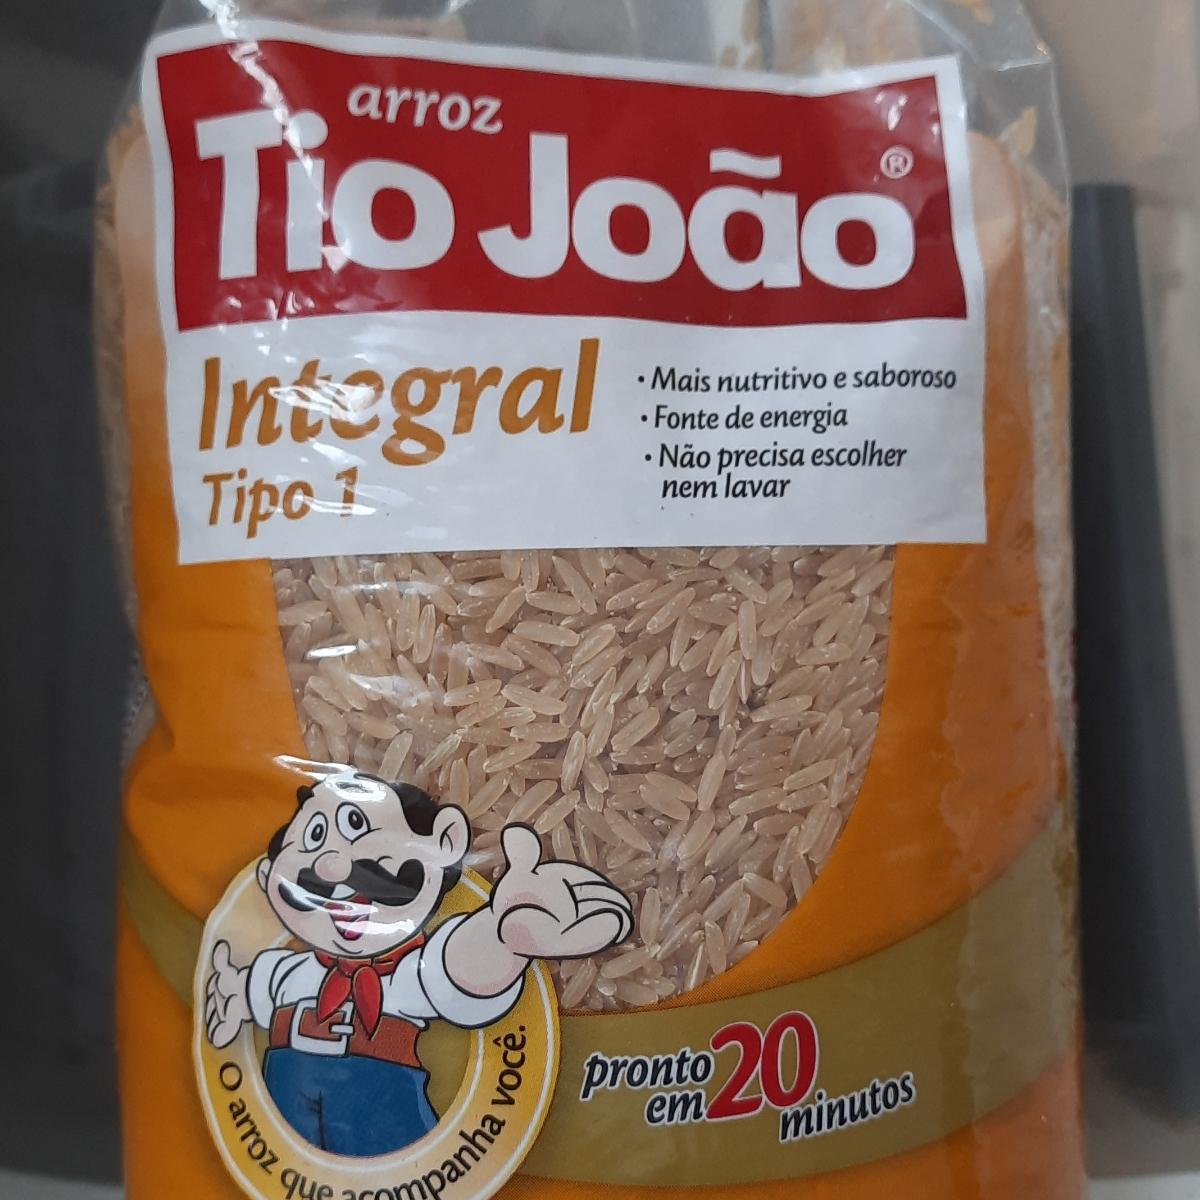 arroz
Tio João®
Integral
Tipo 1
• Mais nutritivo e saboroso
• Fonte de energia
• Não precisa escolher
nem lavar
pronto
em 20
minutos
O arroz que acompanha você.